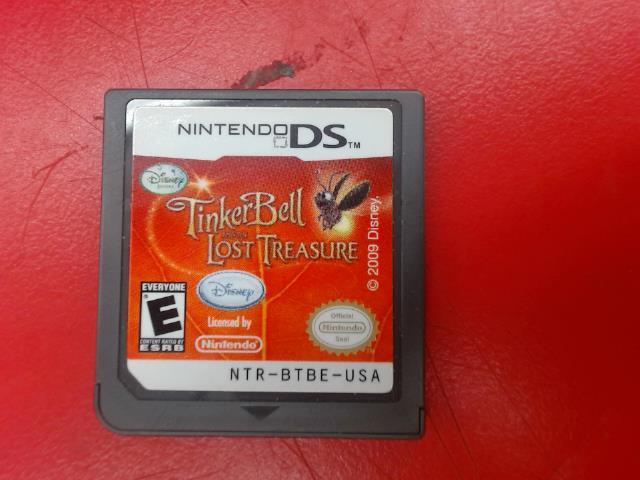 NINTENDO DS TM
Disney
TinkerBell
LOST TREASURE
© 2009 Disney.
Disney
EVERYONE
E
CONTENT RATED BY
ESRB
Licensed by
Nintendo
Official
Nintendo
Seal
NTR-BTBE-USA